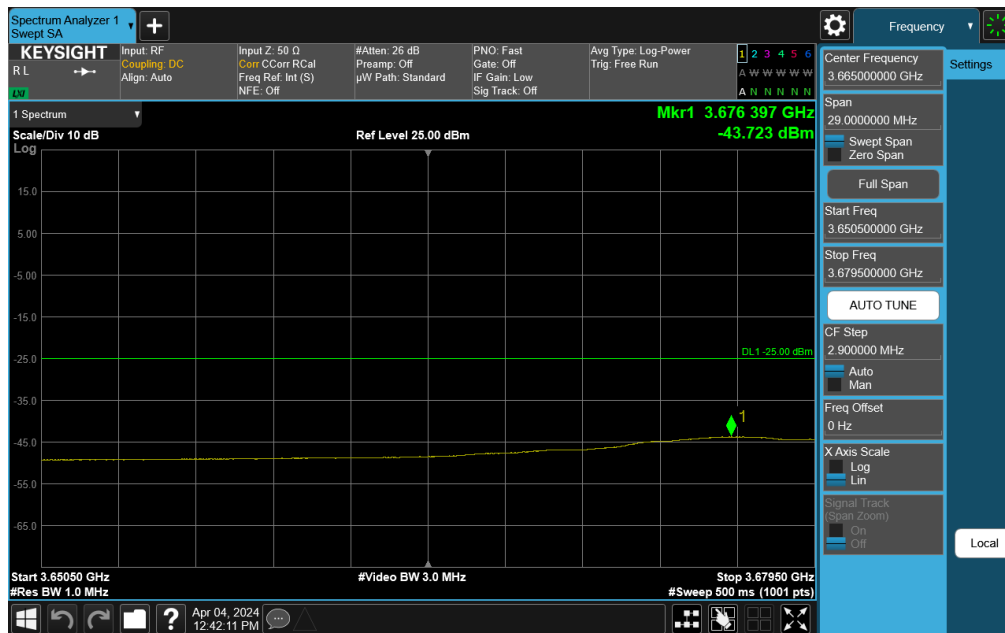 Spectrum Analyzer 1
Swept SA
Frequency
KEYSIGHT
R L
LXI
Input: RF
Coupling: DC
Align: Auto
Input Z: 50 Ω
Corr CCorr RCal
Freq Ref: Int (S)
NFE: Off
#Atten: 26 dB
Preamp: Off
µW Path: Standard
PNO: Fast
Gate: Off
IF Gain: Low
Sig Track: Off
Avg Type: Log-Power
Trig: Free Run
1 2 3 4 5 6
A W W W W W
A N N N N N
1 Spectrum
Mkr1 3.676 397 GHz
Scale/Div 10 dB
Ref Level 25.00 dBm
-43.723 dBm
Log
15.0
5.00
-5.00
-15.0
-25.0
DL1 -25.00 dBm
-35.0
1
-45.0
-55.0
-65.0
Start 3.65050 GHz
#Video BW 3.0 MHz
Stop 3.67950 GHz
#Res BW 1.0 MHz
#Sweep 500 ms (1001 pts)
Apr 04, 2024
12:42:11 PM
Center Frequency
3.665000000 GHz
Settings
Span
29.0000000 MHz
Swept Span
Zero Span
Full Span
Start Freq
3.650500000 GHz
Stop Freq
3.679500000 GHz
AUTO TUNE
CF Step
2.900000 MHz
Auto
Man
Freq Offset
0 Hz
X Axis Scale
Log
Lin
Signal Track
(Span Zoom)
On
Off
Local